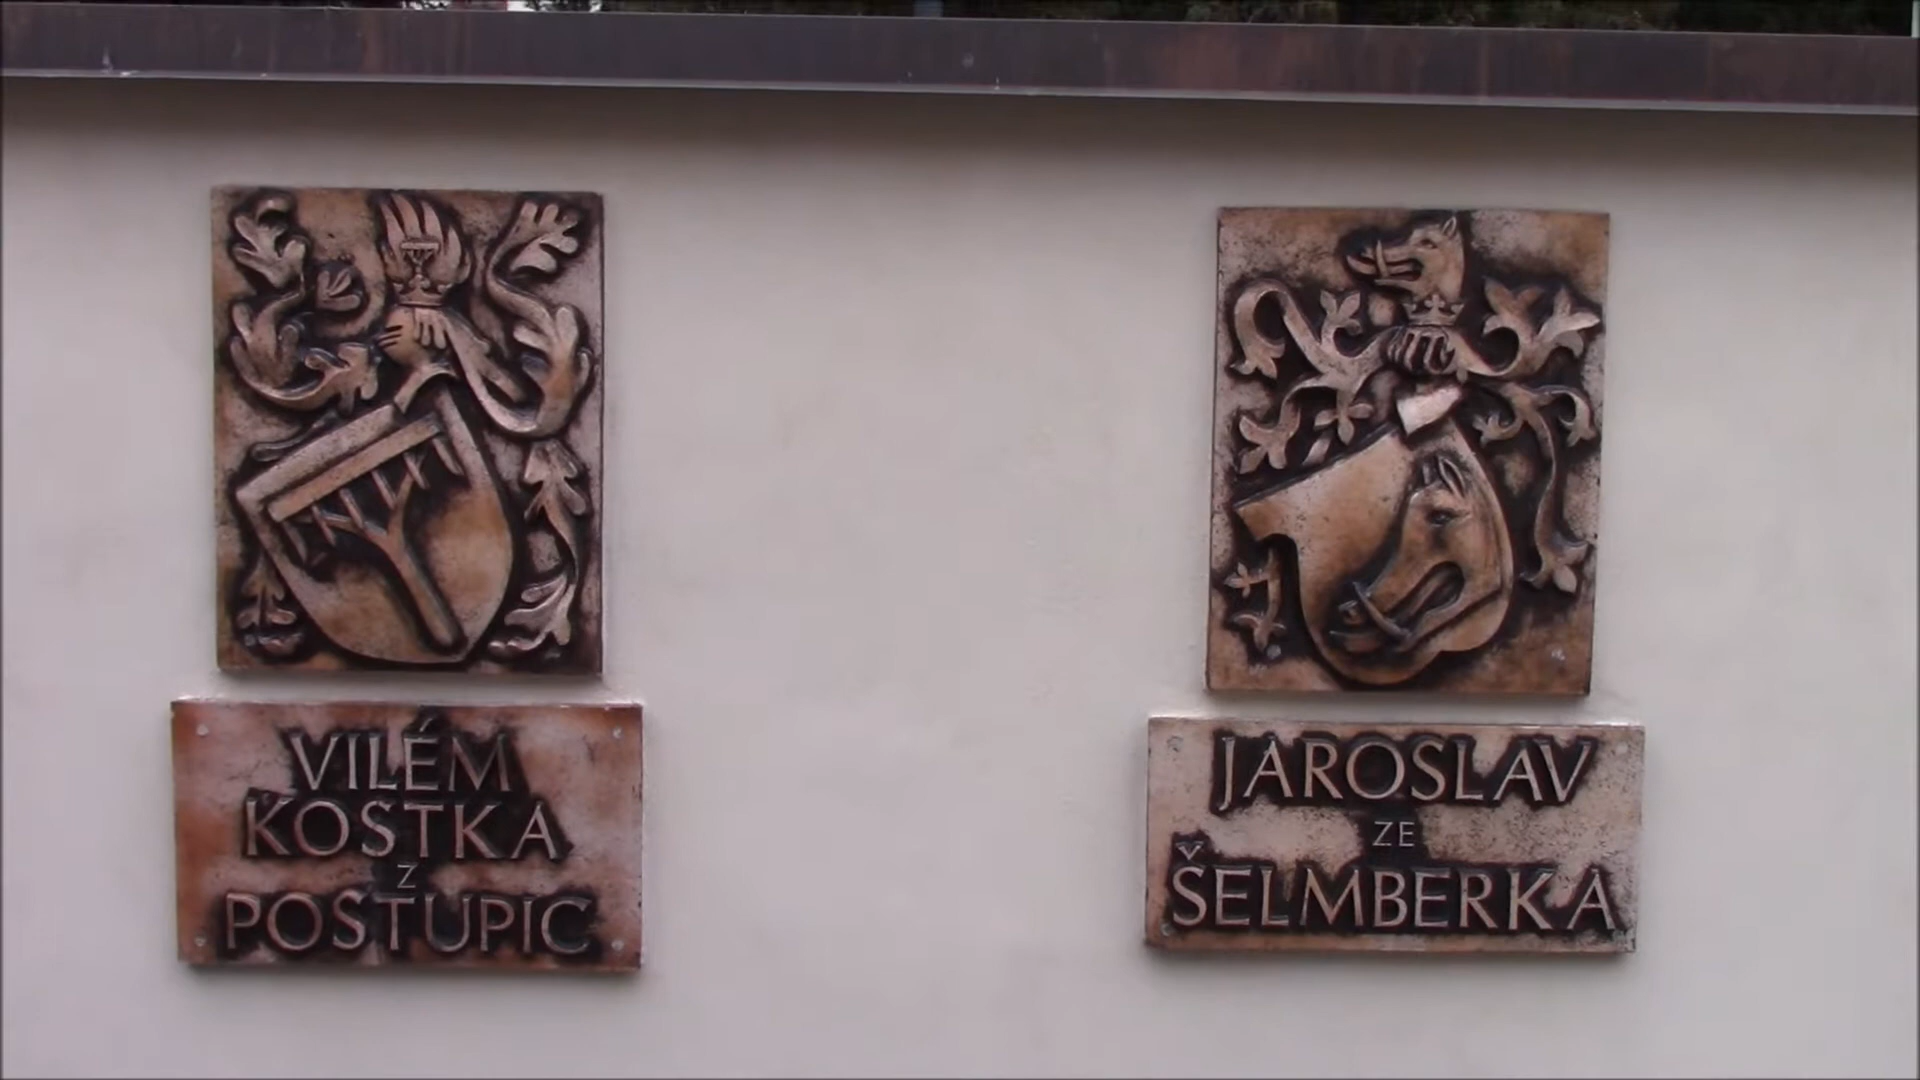 VILÉM
KOSTKA
Z
POSTUPIC
JAROSLAV
ZE
ŠELMBERKA